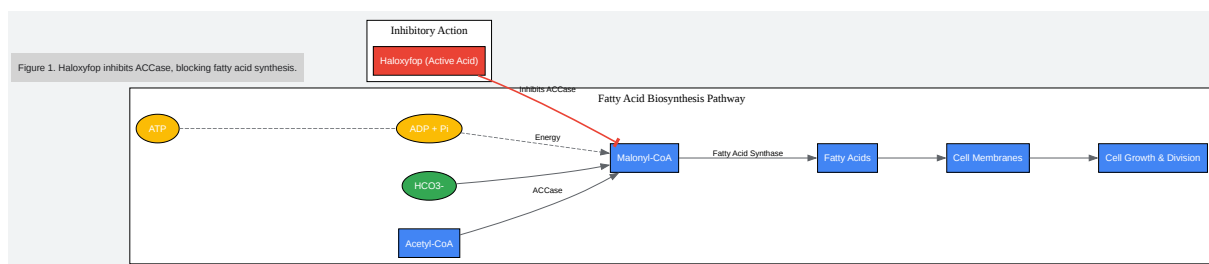 Inhibitory Action
Haloxyfop (Active Acid)
Figure 1. Haloxyfop inhibits ACCase, blocking fatty acid synthesis.
Inhibits ACCase
Fatty Acid Biosynthesis Pathway
ATP
ADP + Pi
Energy
Malonyl-CoA
Fatty Acid Synthase
Fatty Acids
Cell Membranes
Cell Growth & Division
HCO3-
ACCase
Acetyl-CoA